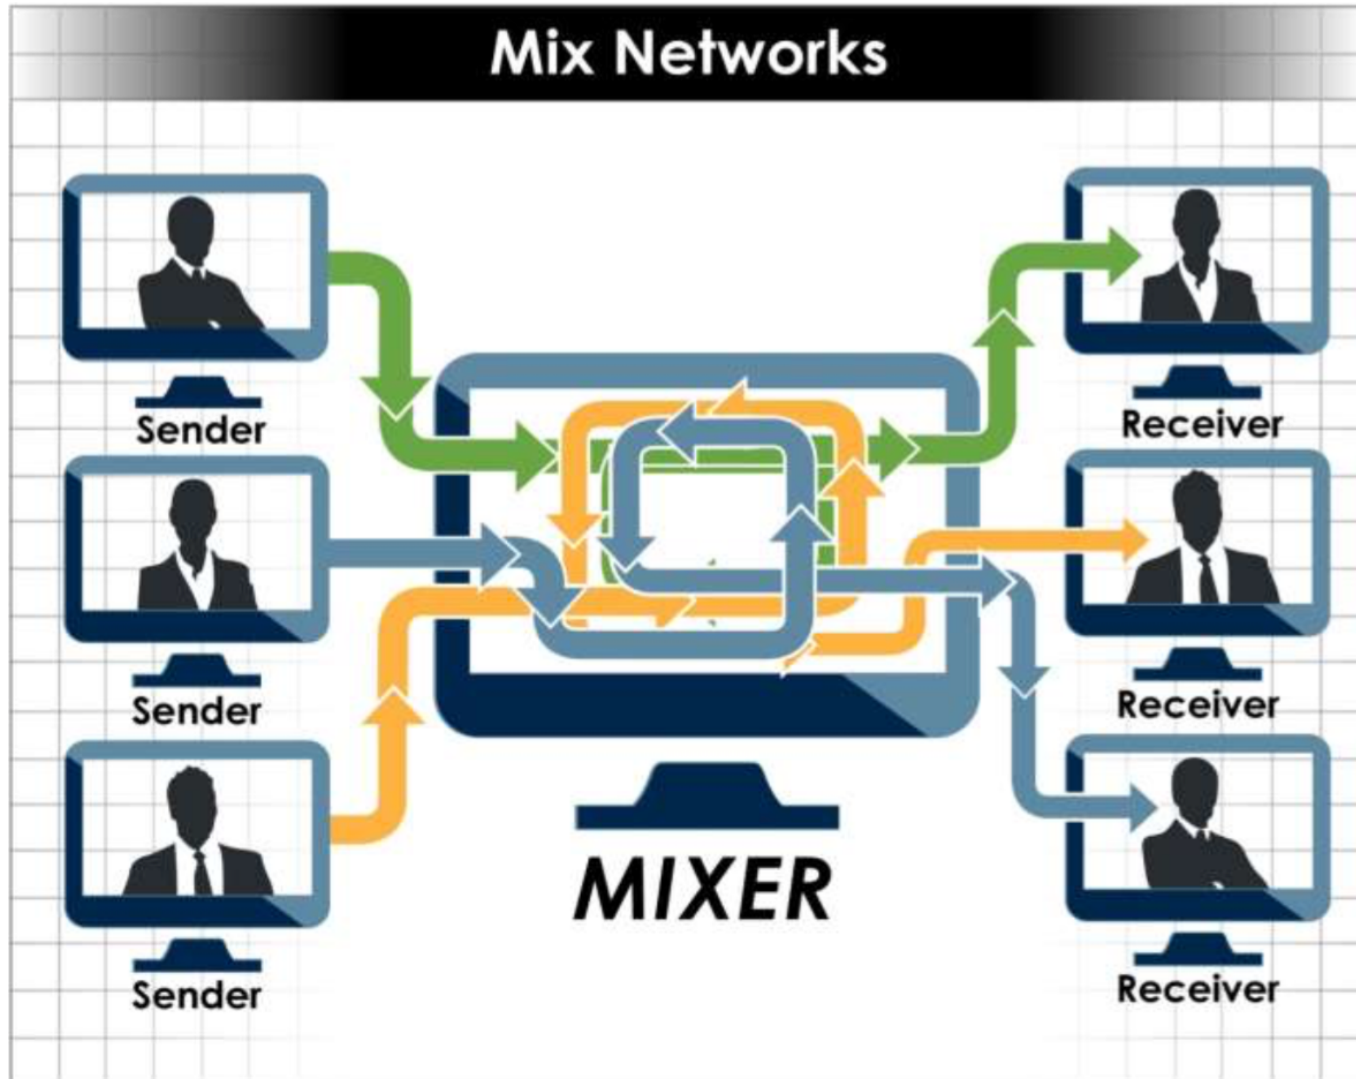 Mix Networks
Sender
Receiver
Sender
Receiver
MIXER
Sender
Receiver